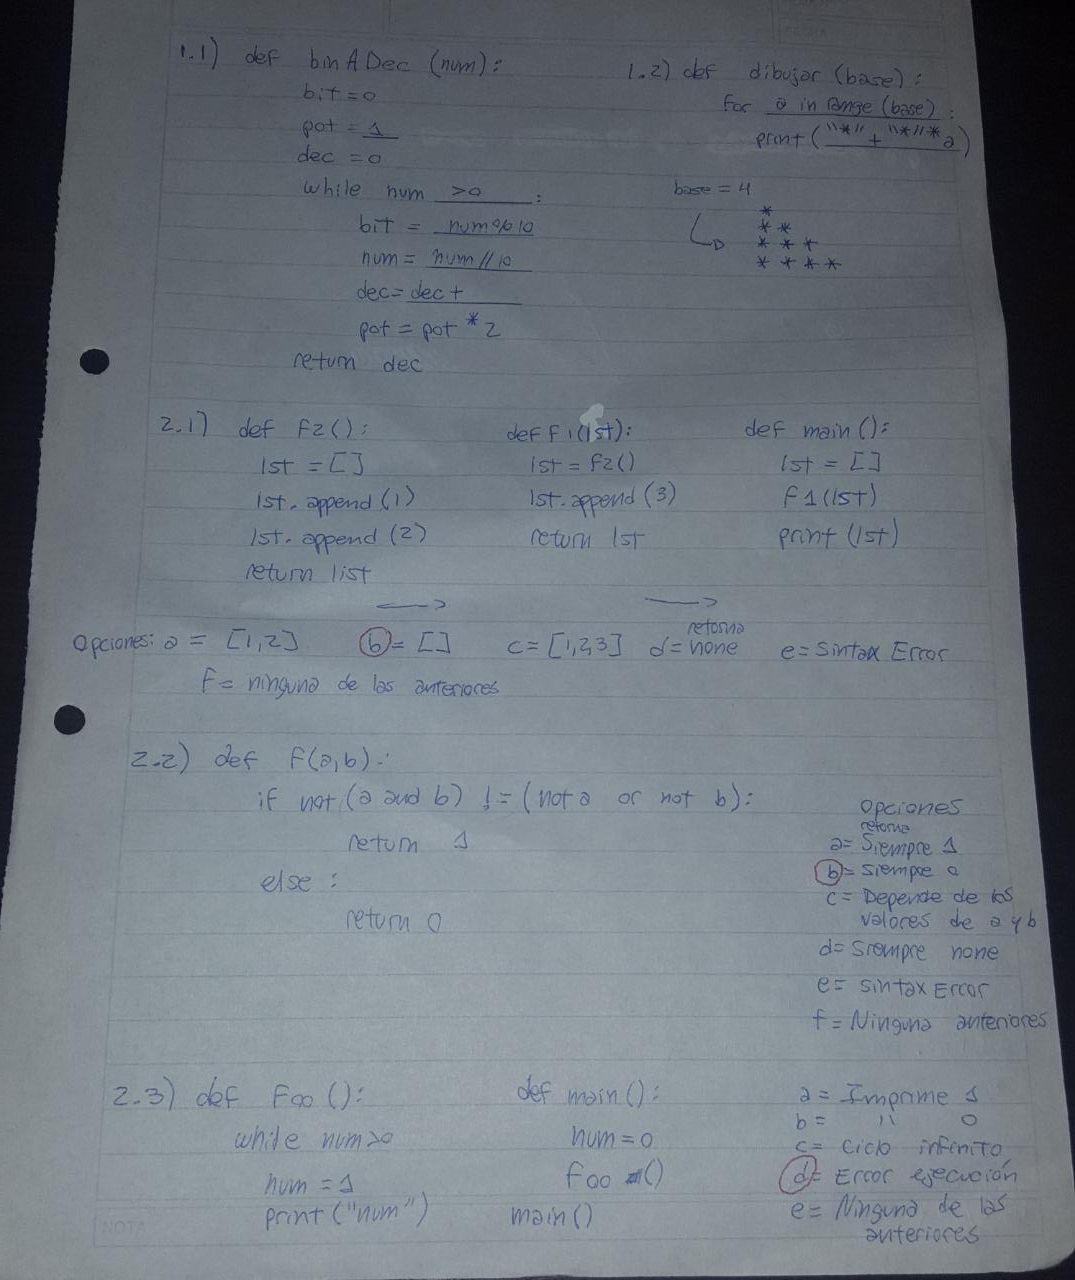 1.1) def binADec (num):
bit=0
pot = 1
dec = 0
while num >0 :
bit = num%10
num = num//10
dec= dec+
pot = pot * 2
return dec
1.2) def dibujar (base):
For a in range (base) :
print ("*" + "*"*a)
base = 4
*
* *
* * *
* * * *
2.1) def F2():
lst = []
lst. append (1)
lst. append (2)
return list
def f1(lst):
lst = F2()
lst. append (3)
return lst
def main ():
lst = []
F1(lst)
print (lst)
Opciones: a = [1,2] b = [] c = [1,2,3] d = retorna none e = Sintax Error
F = ninguna de las anteriores
2.2) def F(a,b):
if not (a and b) != (not a or not b):
return 1
else :
return 0
Opciones
retorna
a = Siempre 1
b = Siempre 0
c = Depende de los
valores de a y b
d = Siempre none
e = Sintax Error
f = Ninguna anteriores
2.3) def Foo ():
while num>0
num = 1
print ("num")
def main ():
num = 0
foo ()
main ()
a = Imprime 1
b = " 0
c = Ciclo infinito
d = Error ejecución
e = Ninguna de las
anteriores
NOTA